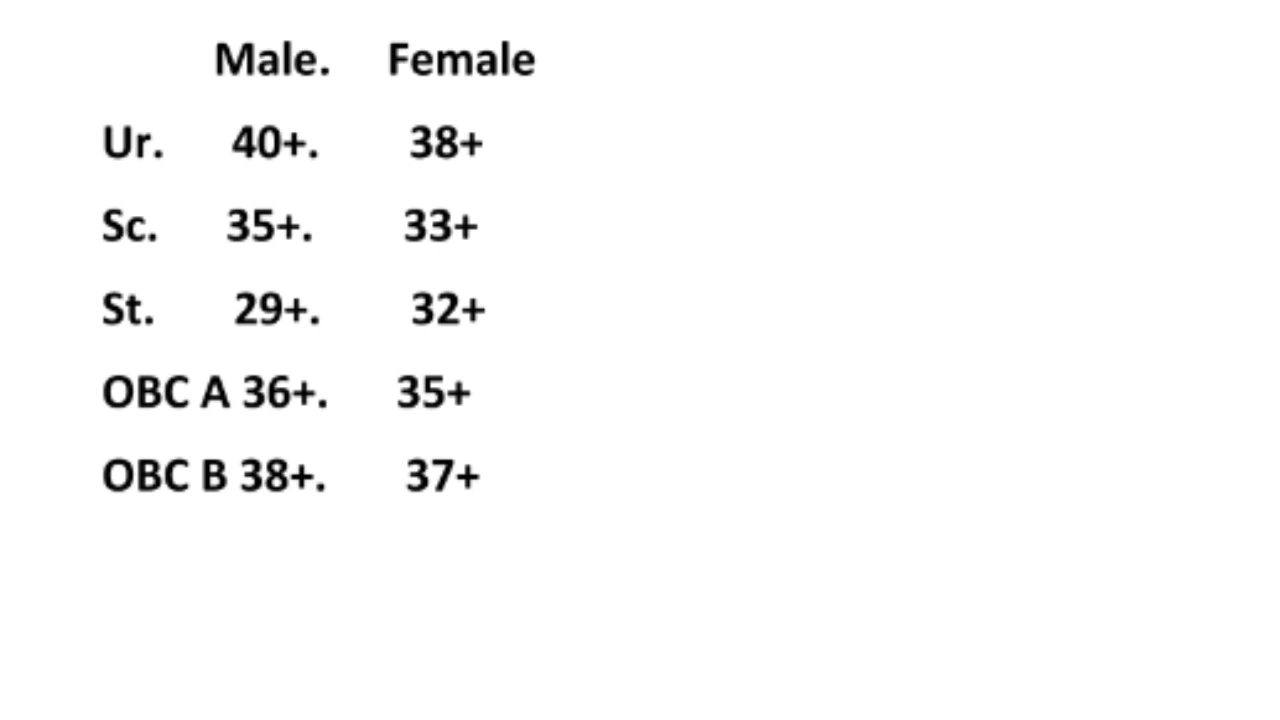 Male. Female
Ur. 40+. 38+
Sc. 35+. 33+
St. 29+. 32+
OBC A 36+. 35+
OBC B 38+. 37+